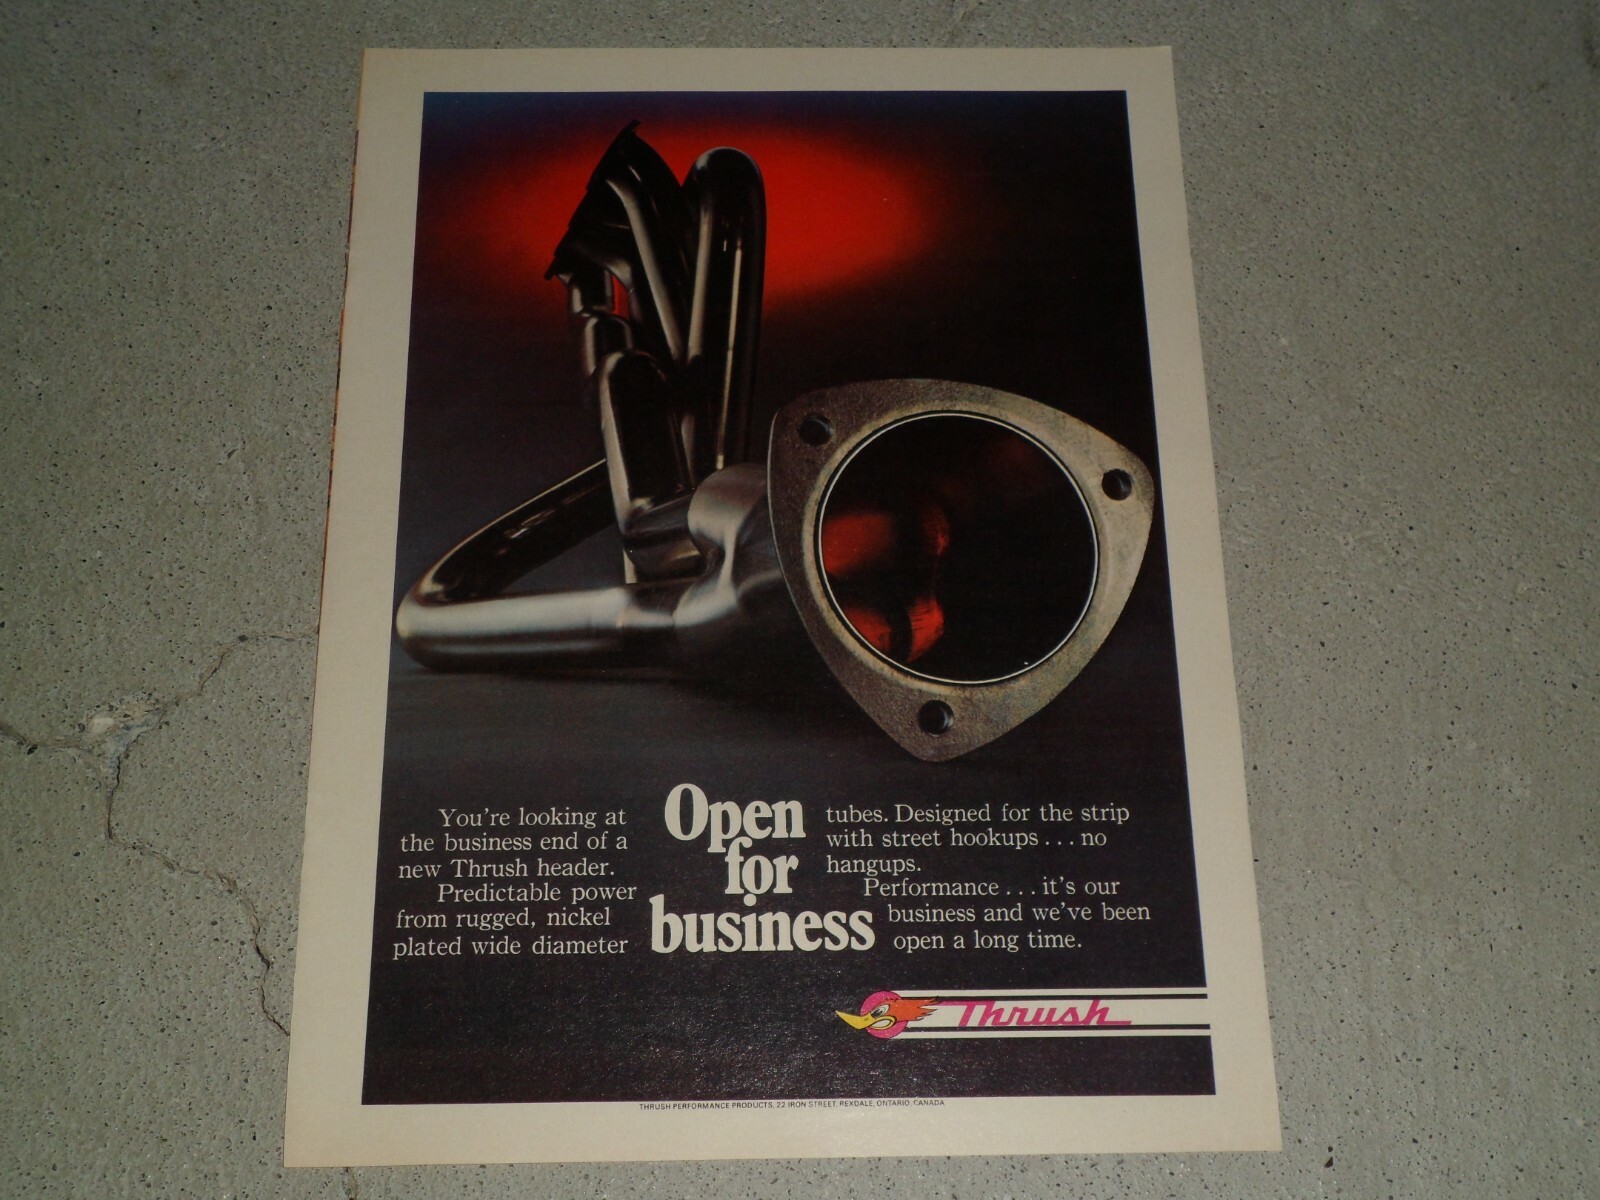 You're looking at
the business end of a
new Thrush header.
Predictable power
from rugged, nickel
plated wide diameter
Open
for
business
tubes. Designed for the strip
with street hookups . . . no
hangups.
Performance . . . it's our
business and we've been
open a long time.
Thrush
THRUSH PERFORMANCE PRODUCTS, 22 IRON STREET, REXDALE, ONTARIO, CANADA